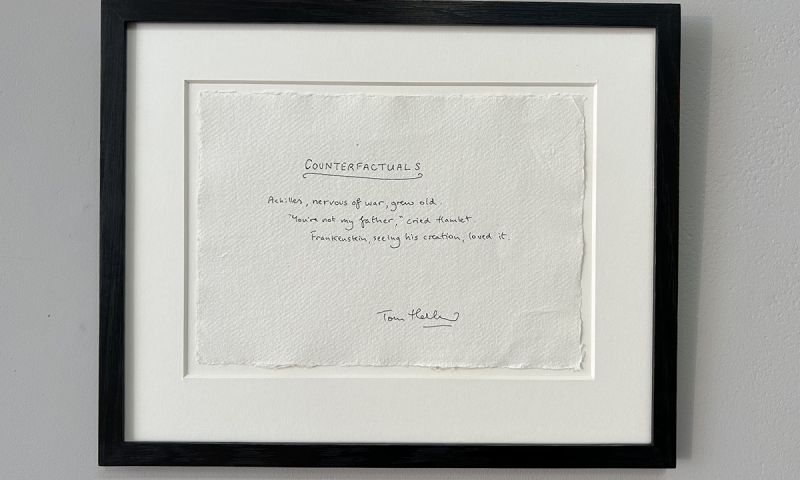 COUNTERFACTUALS
Achilles, nervous of war, grew old.
"You're not my father," cried Hamlet.
Frankenstein, seeing his creation, loved it.
Tom